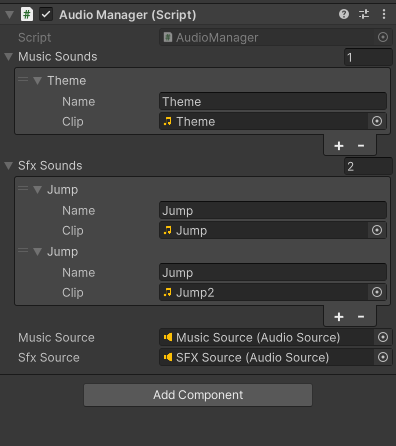 Audio Manager (Script)
Script AudioManager
Music Sounds 1
Theme
Name Theme
Clip Theme
+ -
Sfx Sounds 2
Jump
Name Jump
Clip Jump
Jump
Name Jump
Clip Jump2
+ -
Music Source Music Source (Audio Source)
Sfx Source SFX Source (Audio Source)
Add Component